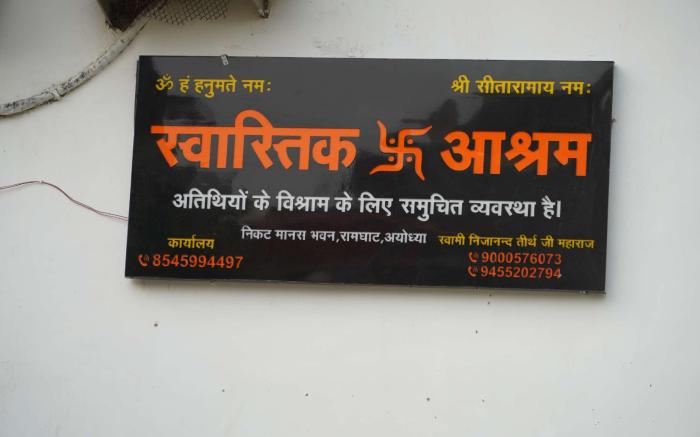 ॐ हं हनुमते नमः श्री सीतारामाय नमः
स्वास्तिक 卐 आश्रम
अतिथियों के विश्राम के लिए समुचित व्यवस्था है।
निकट मानस भवन,रामघाट,अयोध्या
कार्यालय
8545994497
स्वामी निजानन्द तीर्थ जी महाराज
9000576073
9455202794